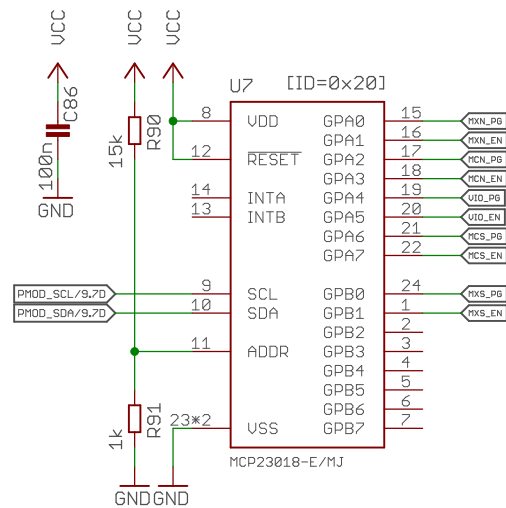 VCC
VCC
VCC
C86
100n
GND
15k
R90
U7
[ID=0x20]
8 VDD GPA0 15 MXN_PG
GPA1 16 MXN_EN
12 RESET GPA2 17 MCN_PG
GPA3 18 MCN_EN
14 INTA GPA4 19 VIO_PG
13 INTB GPA5 20 VIO_EN
GPA6 21 MCS_PG
GPA7 22 MCS_EN
PMOD_SCL/9.7D 9 SCL GPB0 24 MXS_PG
PMOD_SDA/9.7D 10 SDA GPB1 1 MXS_EN
GPB2 2
11 ADDR GPB3 3
GPB4 4
GPB5 5
GPB6 6
23*2 VSS GPB7 7
1k
R91
MCP23018-E/MJ
GND
GND